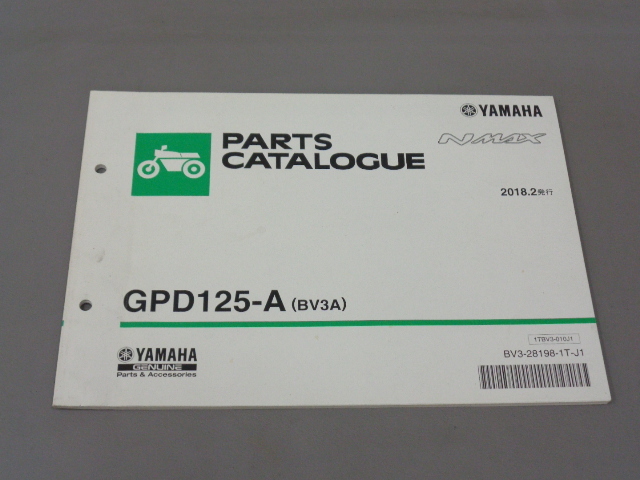 YAMAHA
NMAX
PARTS
CATALOGUE
2018.2発行
GPD125-A (BV3A)
1TBV3-010J1
YAMAHA
GENUINE
Parts & Accessories
BV3-28198-1T-J1